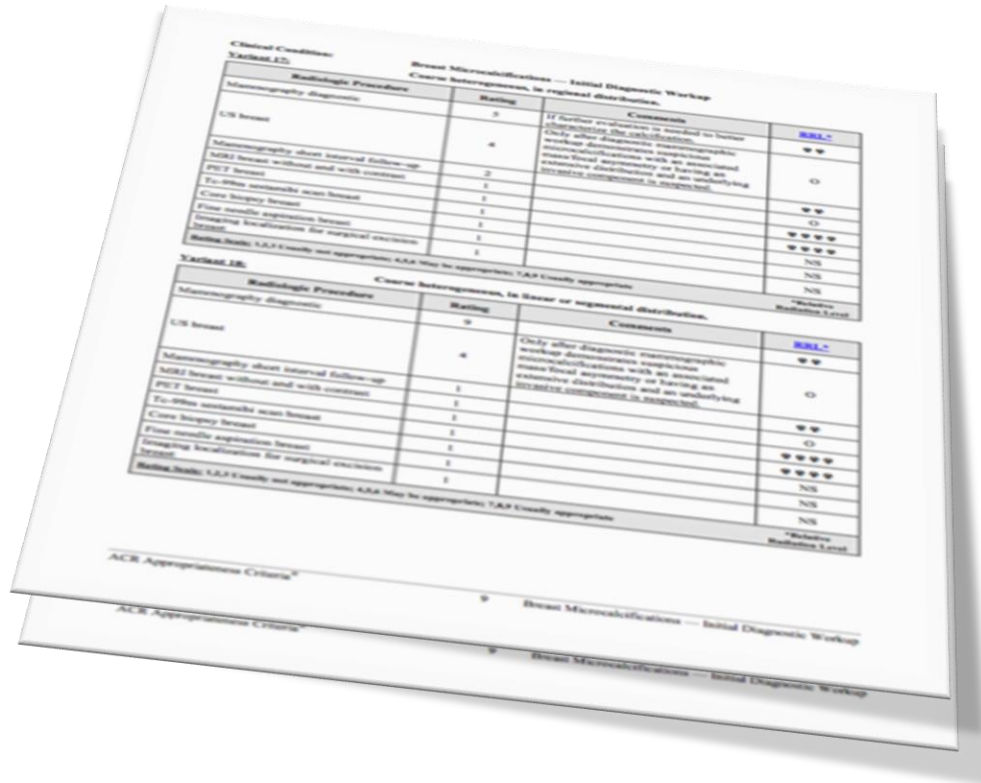 Clinical Condition: Breast Microcalcifications — Initial Diagnostic Workup
Variant 17: Coarse heterogenous, in regional distribution.
Radiologic Procedure Rating Comments RRL*
Mammography diagnostic If further evaluation is needed to better
characterize the calcification.
US breast 4 Only after diagnostic mammographic
workup demonstrates suspicious
microcalcifications with an associated
mass/focal asymmetry or having an
extensive distribution and an underlying
invasive component is suspected. O
Mammography short interval follow-up 2
MRI breast without and with contrast 1 O
PET breast 1
Tc-99m sestamibi scan breast 1
Core biopsy breast 1 NS
Fine needle aspiration breast 1 NS
Imaging localization for surgical excision
breast 1 NS
Rating Scale: 1,2,3 Usually not appropriate; 4,5,6 May be appropriate; 7,8,9 Usually appropriate *Relative
Radiation Level
Variant 18: Coarse heterogenous, in linear or segmental distribution.
Radiologic Procedure Rating Comments RRL*
Mammography diagnostic 9
US breast 4 Only after diagnostic mammographic
workup demonstrates suspicious
microcalcifications with an associated
mass/focal asymmetry or having an
extensive distribution and an underlying
invasive component is suspected. O
Mammography short interval follow-up 1
MRI breast without and with contrast 1 O
PET breast 1
Tc-99m sestamibi scan breast 1
Core biopsy breast 1 NS
Fine needle aspiration breast 1 NS
Imaging localization for surgical excision
breast 1 NS
Rating Scale: 1,2,3 Usually not appropriate; 4,5,6 May be appropriate; 7,8,9 Usually appropriate *Relative
Radiation Level
ACR Appropriateness Criteria® 9 Breast Microcalcifications — Initial Diagnostic Workup
ACR Appropriateness Criteria® 9 Breast Microcalcifications — Initial Diagnostic Workup